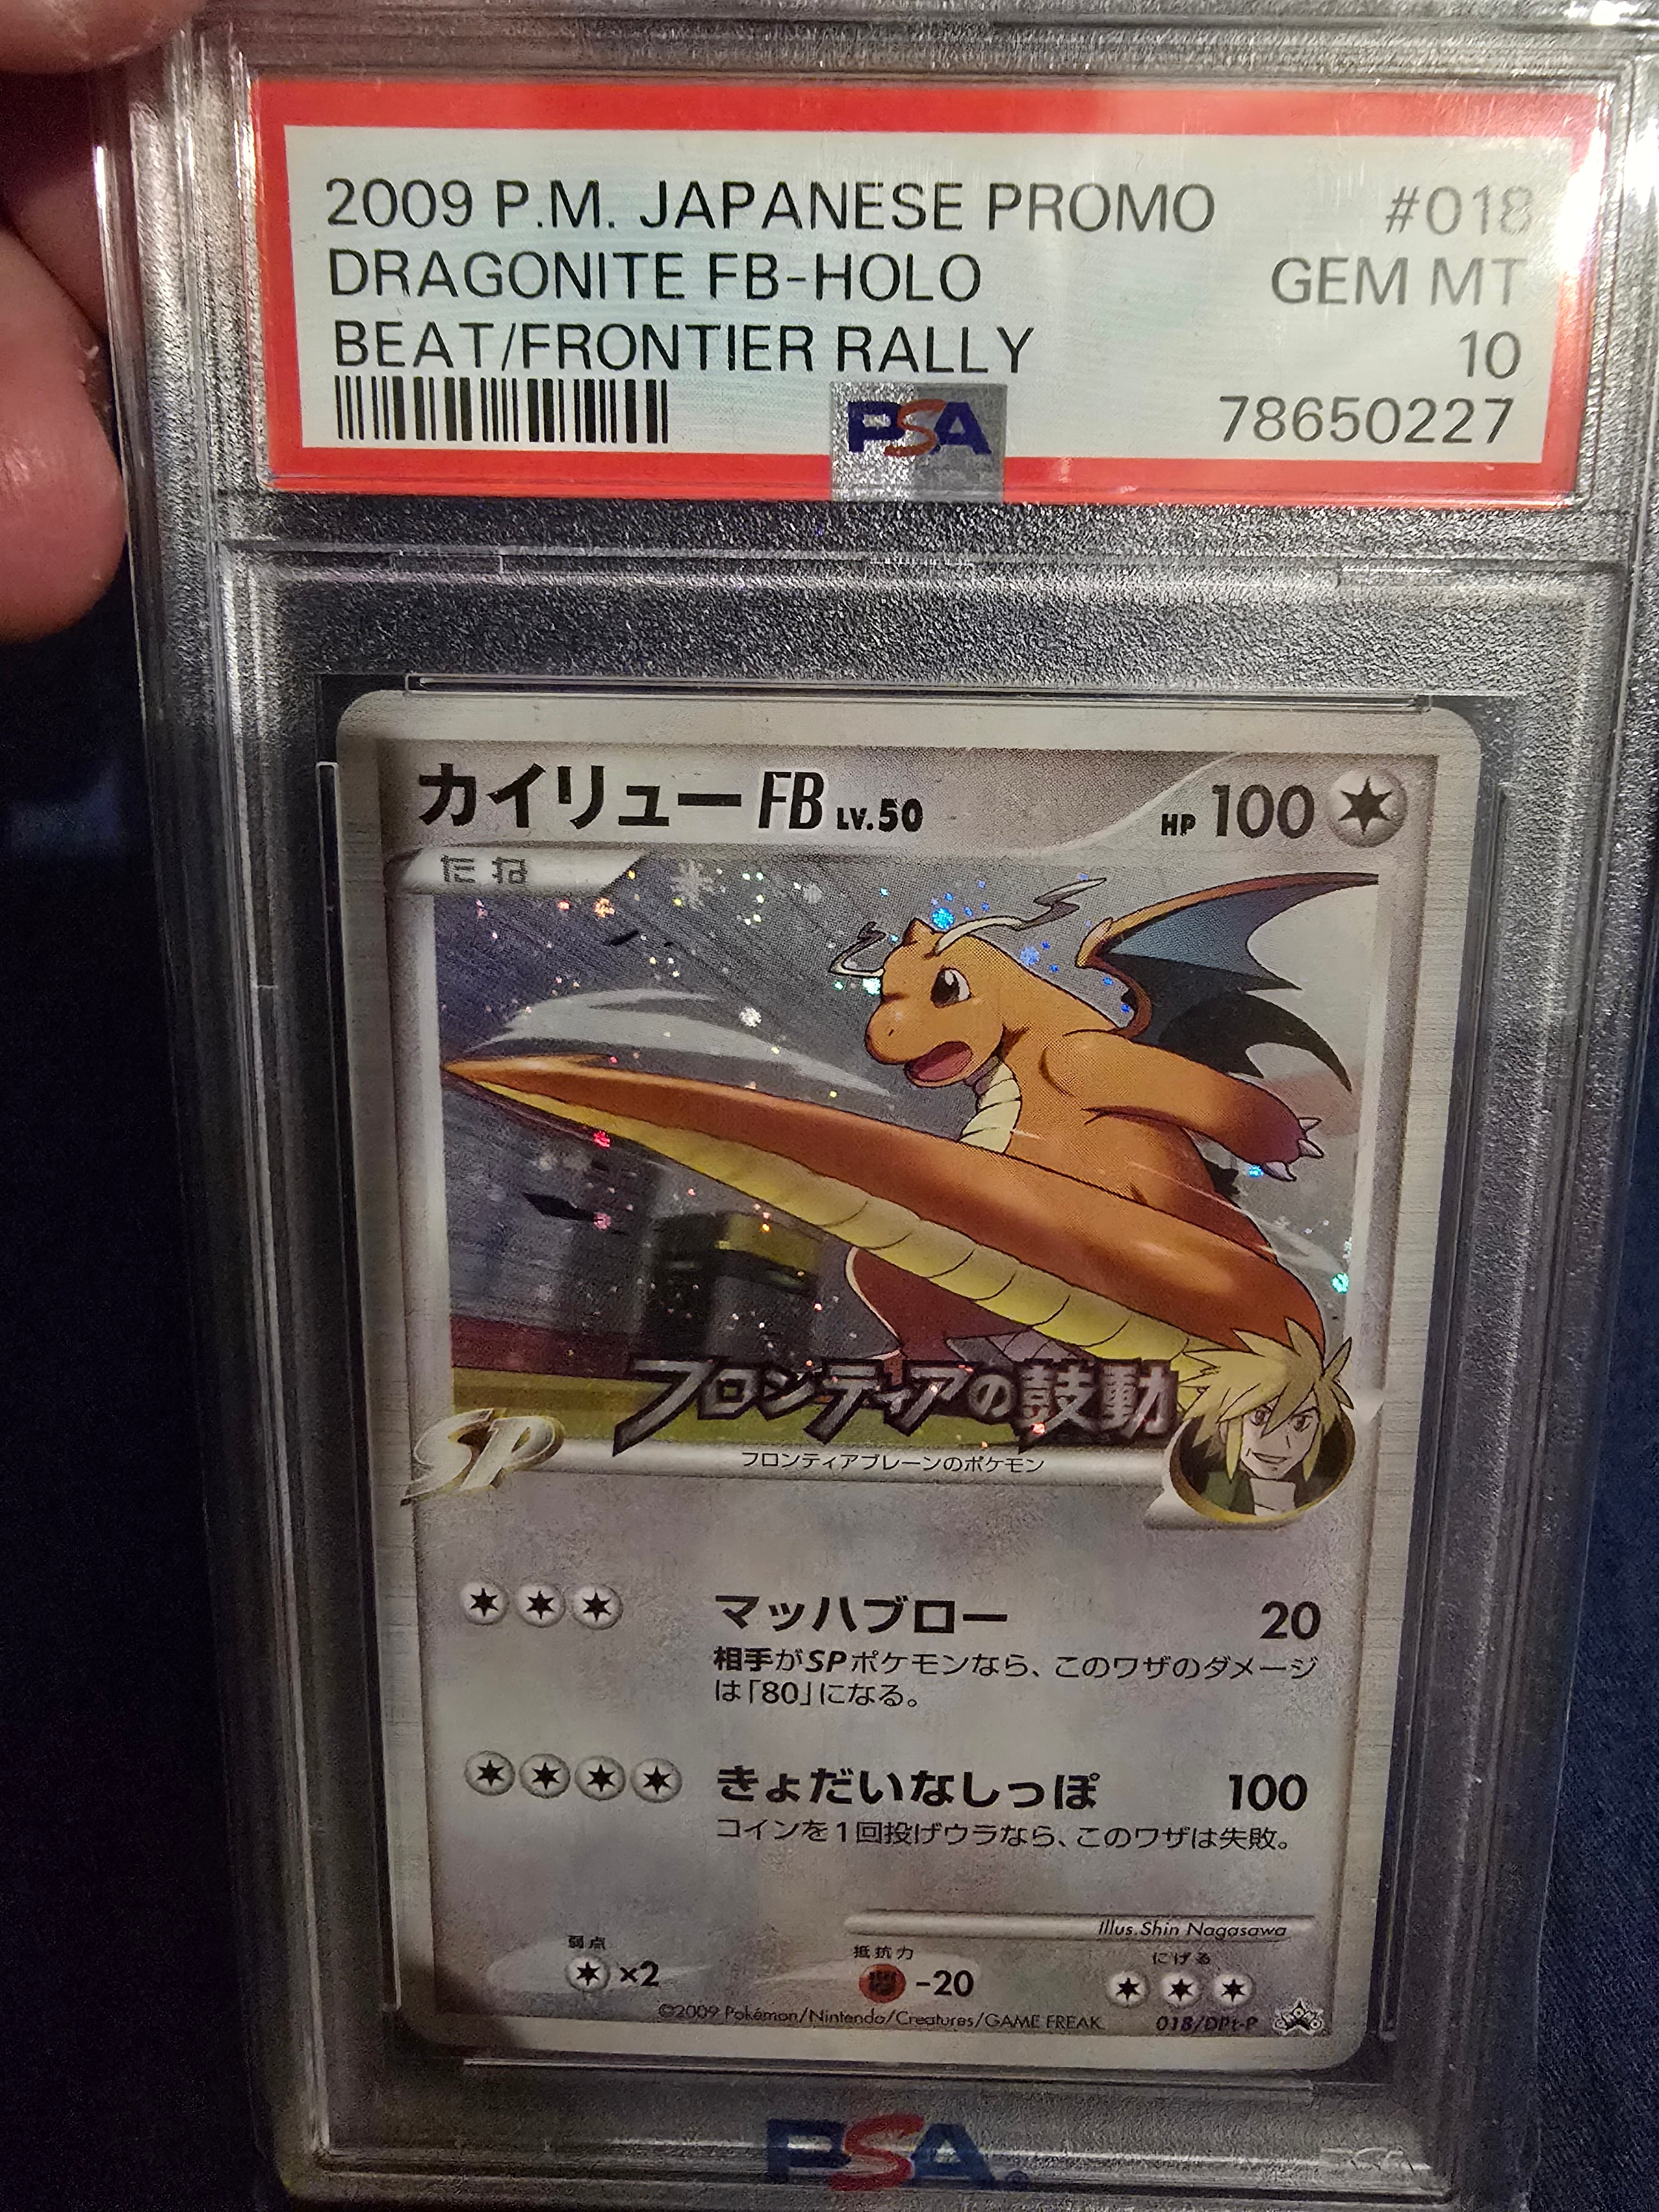 2009 P.M. JAPANESE PROMO #018
DRAGONITE FB-HOLO GEM MT
BEAT/FRONTIER RALLY 10
PSA 78650227
カイリュー FB LV.50 HP 100
たね
フロンティアの鼓動
SP
フロンティアブレーンのポケモン
マッハブロー 20
相手がSPポケモンなら、このワザのダメージ
は「80」になる。
きょだいなしっぽ 100
コインを1回投げウラなら、このワザは失敗。
Illus.Shin Nagasawa
弱点 抵抗力 にげる
×2 -20
©2009 Pokémon/Nintendo/Creatures/GAME FREAK 018/DPt-P
PSA